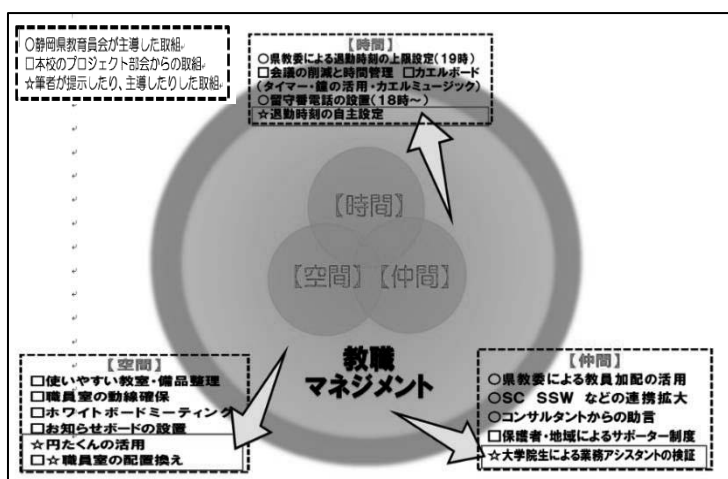 ○静岡県教育員会が主導した取組
□本校のプロジェクト部会からの取組
☆筆者が提示したり、主導したりした取組
【時間】
○県教委による退勤時刻の上限設定(19時)
□会議の削減と時間管理 □カエルボード
(タイマー・鐘の活用・カエルミュージック)
○留守番電話の設置(18時～)
☆退勤時刻の自主設定
【時間】
【空間】【仲間】
教職
マネジメント
【空間】
□使いやすい教室・備品整理
□職員室の動線確保
□ホワイトボードミーティング
□お知らせボードの設置
☆円たくんの活用
□☆職員室の配置換え
【仲間】
○県教委による教員加配の活用
○SC SSW などの連携拡大
○コンサルタントからの助言
□保護者・地域によるサポーター制度
☆大学院生による業務アシスタントの検証